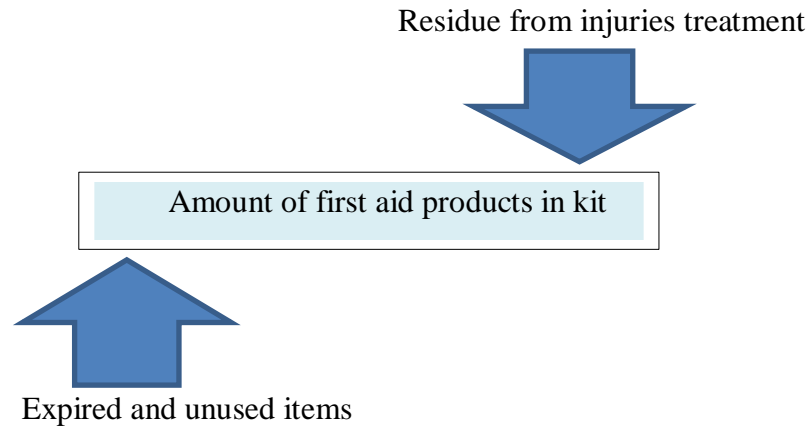 Residue from injuries treatment
Amount of first aid products in kit
Expired and unused items